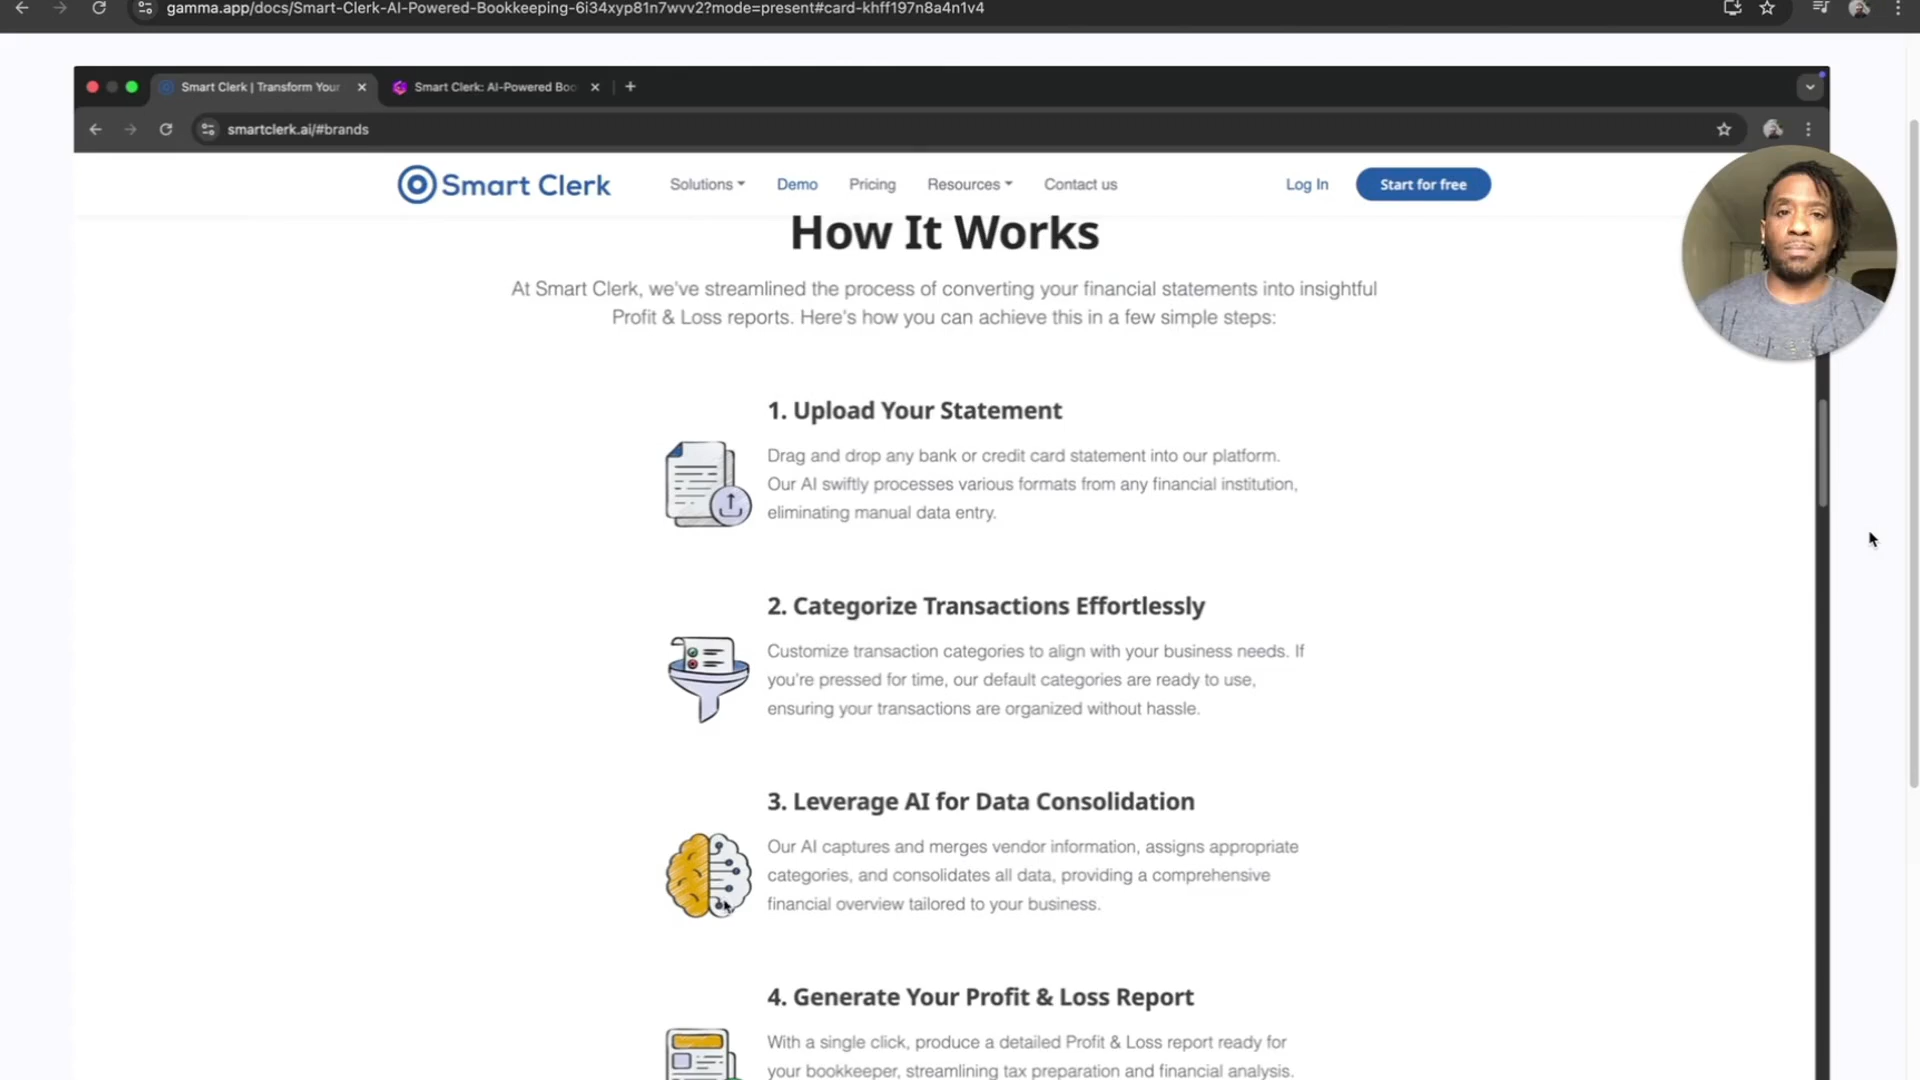 gamma.app/docs/Smart-Clerk-AI-Powered-Bookkeeping-6i34xyp81n7wvv2?mode=present#card-khff197n8a4n1v4
Smart Clerk | Transform Your
Smart Clerk: AI-Powered Boo
smartclerk.ai/#brands
Smart Clerk
Solutions
Demo
Pricing
Resources
Contact us
Log In
Start for free
How It Works
At Smart Clerk, we've streamlined the process of converting your financial statements into insightful
Profit & Loss reports. Here's how you can achieve this in a few simple steps:
1. Upload Your Statement
Drag and drop any bank or credit card statement into our platform.
Our AI swiftly processes various formats from any financial institution,
eliminating manual data entry.
2. Categorize Transactions Effortlessly
Customize transaction categories to align with your business needs. If
you're pressed for time, our default categories are ready to use,
ensuring your transactions are organized without hassle.
3. Leverage AI for Data Consolidation
Our AI captures and merges vendor information, assigns appropriate
categories, and consolidates all data, providing a comprehensive
financial overview tailored to your business.
4. Generate Your Profit & Loss Report
With a single click, produce a detailed Profit & Loss report ready for
your bookkeeper, streamlining tax preparation and financial analysis.